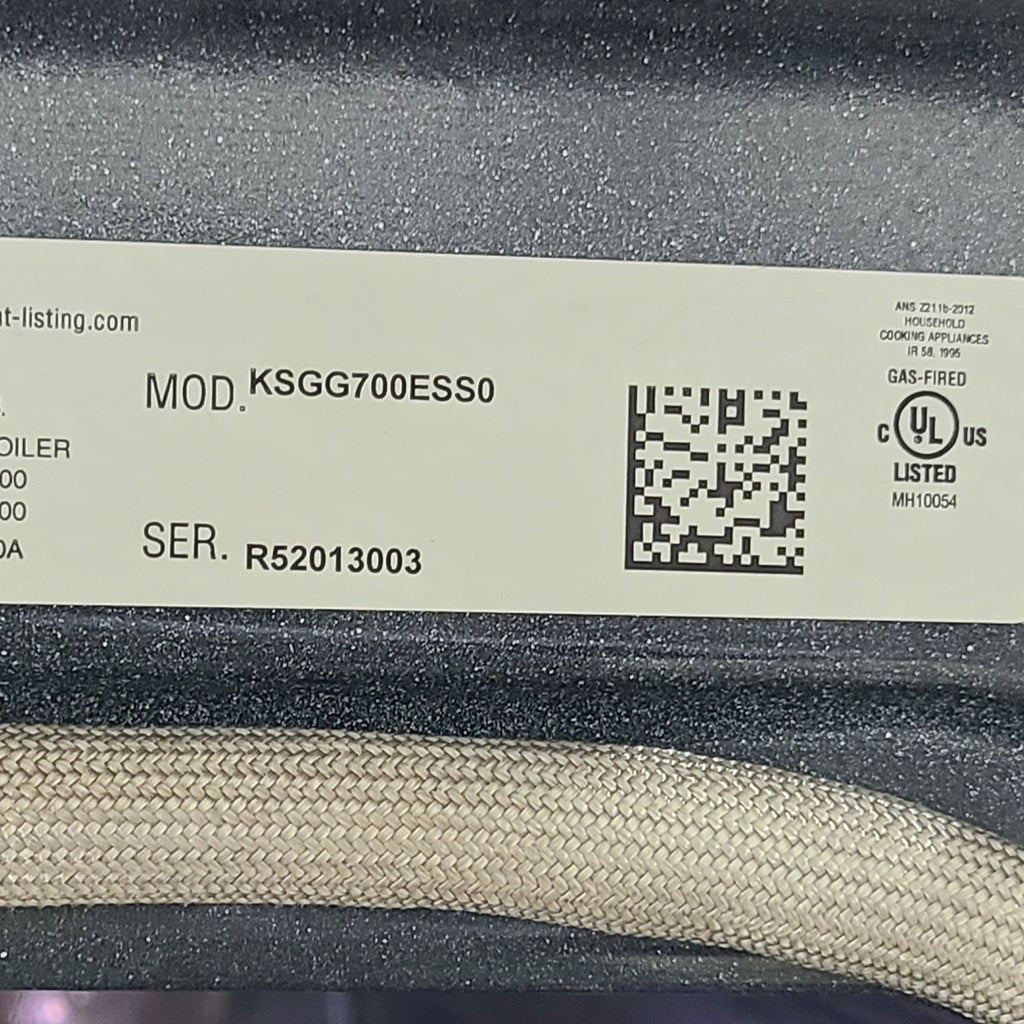 t-listing.com
MOD. KSGG700ESS0
OILER
00
00
0A
SER. R52013003
ANS Z21.1b-2012
HOUSEHOLD
COOKING APPLIANCES
IR 58, 1995
GAS-FIRED
C UL US
LISTED
MH10054